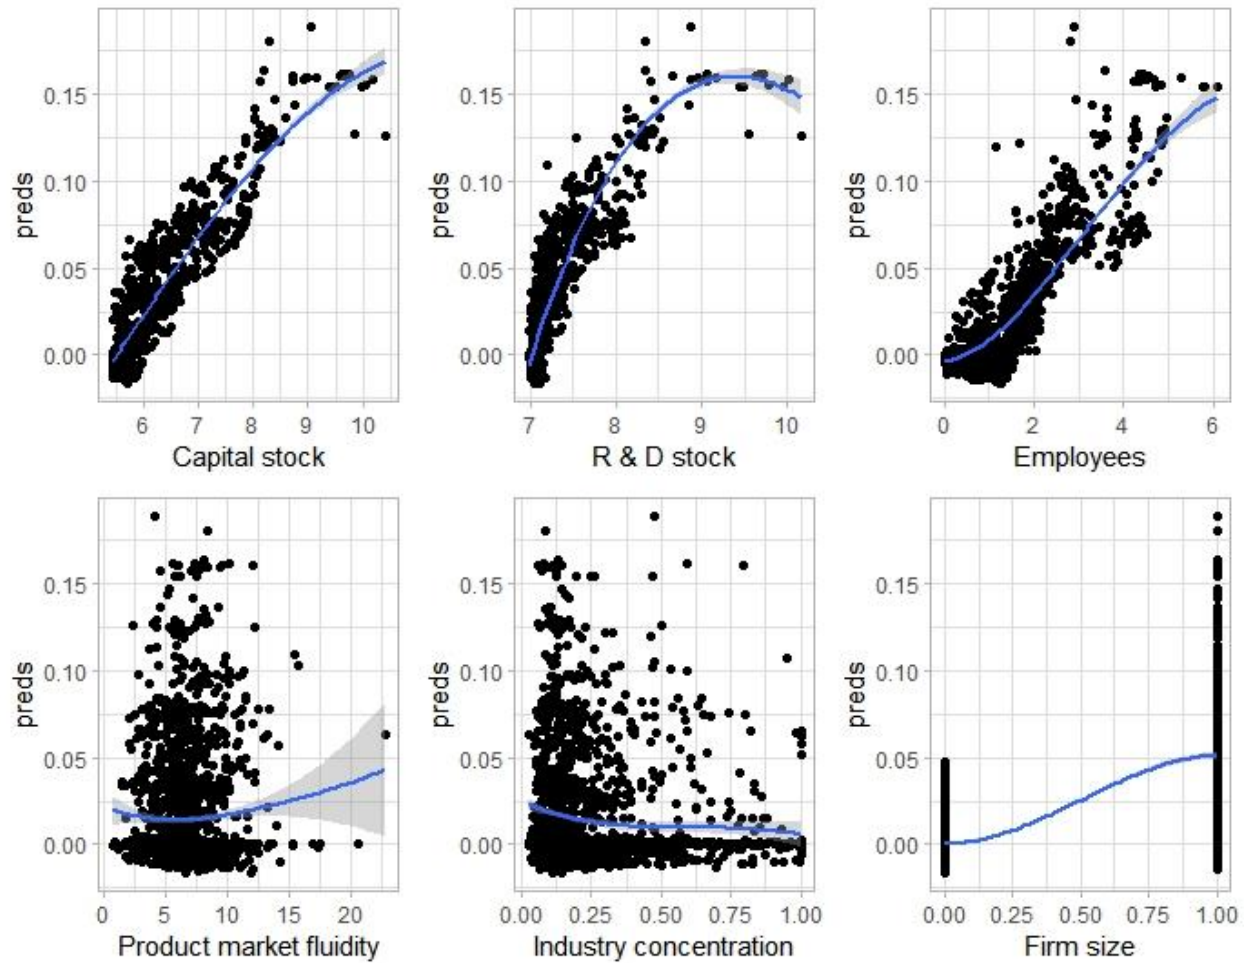 preds
0.15
0.10
0.05
0.00
6 7 8 9 10
Capital stock
preds
0.15
0.10
0.05
0.00
7 8 9 10
R & D stock
preds
0.15
0.10
0.05
0.00
0 2 4 6
Employees
preds
0.15
0.10
0.05
0.00
0 5 10 15 20
Product market fluidity
preds
0.15
0.10
0.05
0.00
0.00 0.25 0.50 0.75 1.00
Industry concentration
preds
0.15
0.10
0.05
0.00
0.00 0.25 0.50 0.75 1.00
Firm size